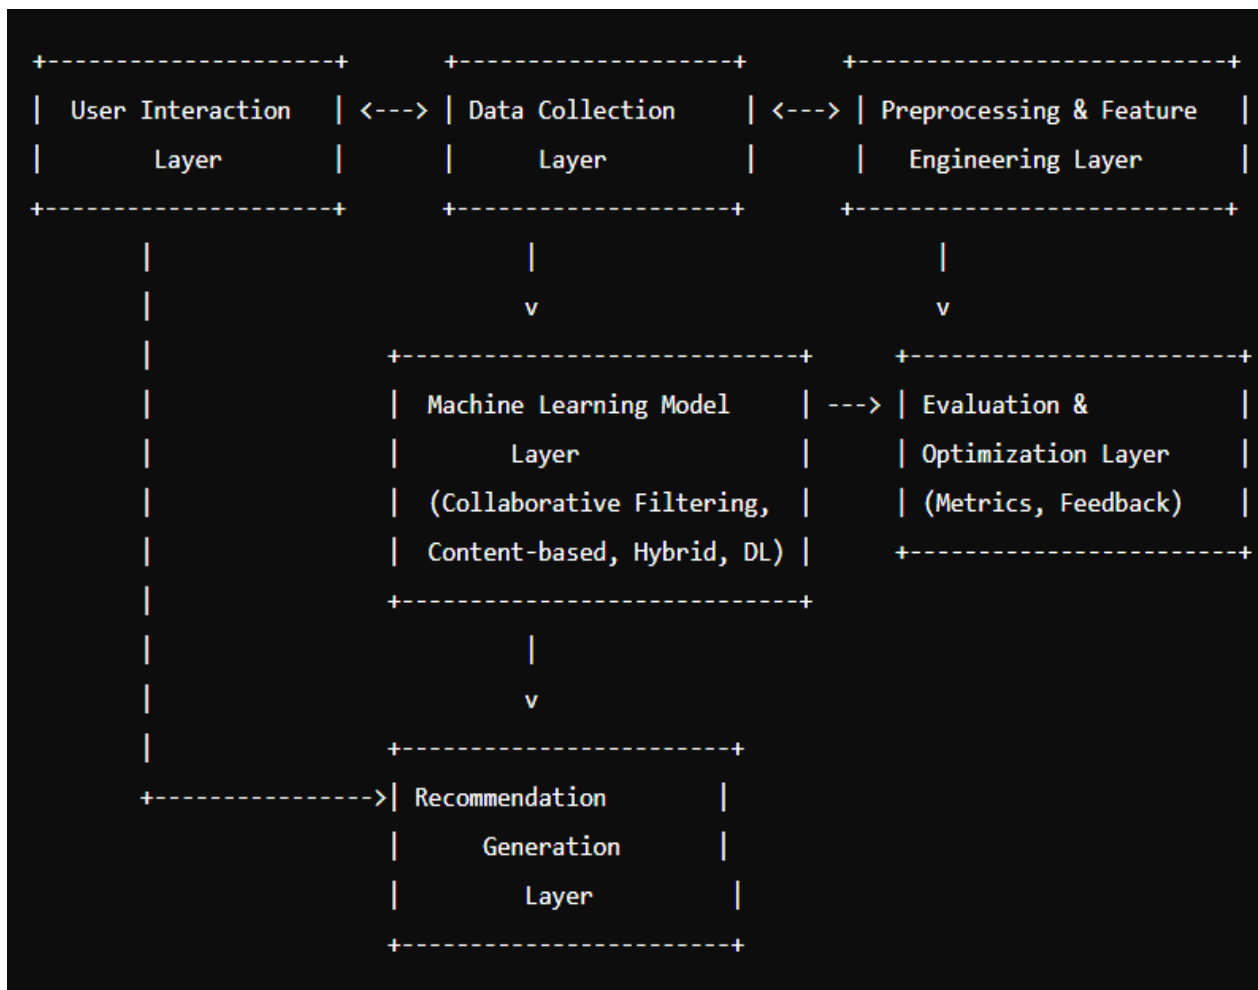 +---------------------+       +--------------------+       +---------------------------+
|  User Interaction   | <---> | Data Collection     | <---> | Preprocessing & Feature   |
|        Layer        |       |      Layer          |       |   Engineering Layer       |
+---------------------+       +--------------------+       +---------------------------+
        |                           |                             |
        |                           v                             v
        |                 +-----------------------------+      +------------------------+
        |                 |  Machine Learning Model     | ---> | Evaluation &           |
        |                 |        Layer                |      | Optimization Layer     |
        |                 |  (Collaborative Filtering,  |      | (Metrics, Feedback)    |
        |                 |  Content-based, Hybrid, DL) |      +------------------------+
        |                 +-----------------------------+
        |                           |
        |                           v
        |                 +------------------------+
        +---------------->| Recommendation        |
                          |      Generation       |
                          |         Layer          |
                          +------------------------+